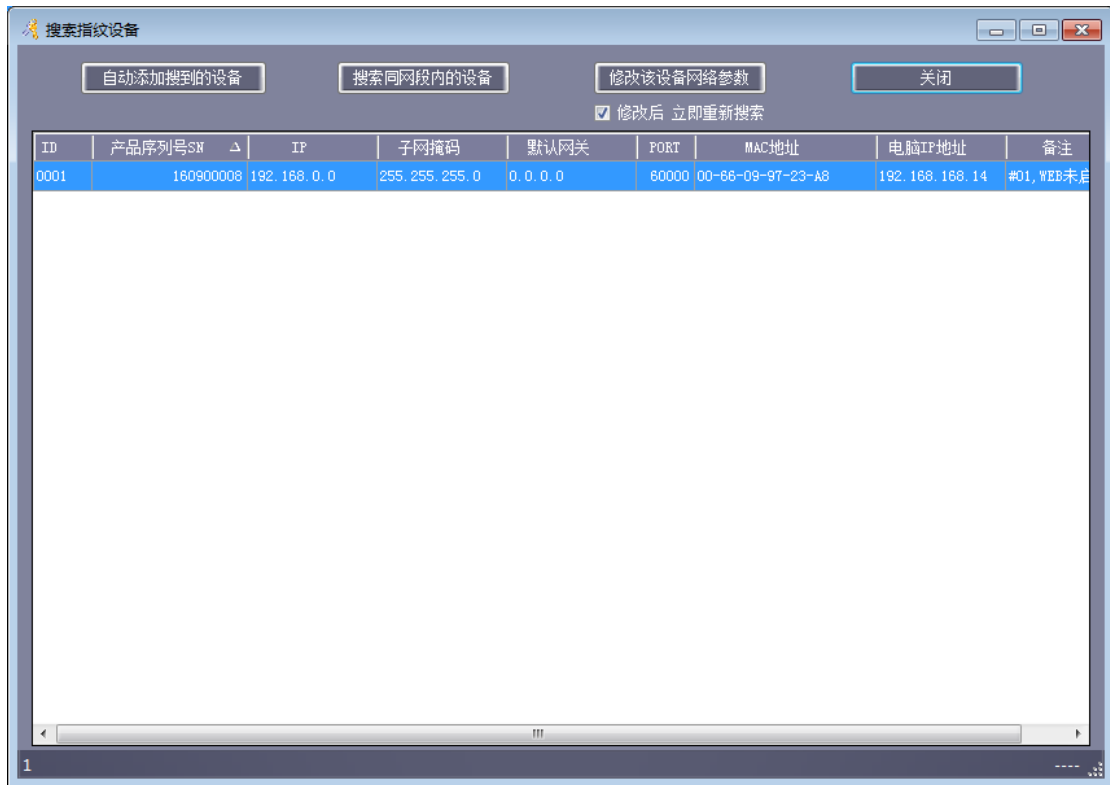 搜索指纹设备
自动添加搜到的设备 搜索同网段内的设备 修改该设备网络参数 关闭
修改后 立即重新搜索
ID 产品序列号SN IP 子网掩码 默认网关 PORT MAC地址 电脑IP地址 备注
0001 160900008 192.168.0.0 255.255.255.0 0.0.0.0 60000 00-66-09-97-23-A8 192.168.168.14 #01,WEB未启
1 ----